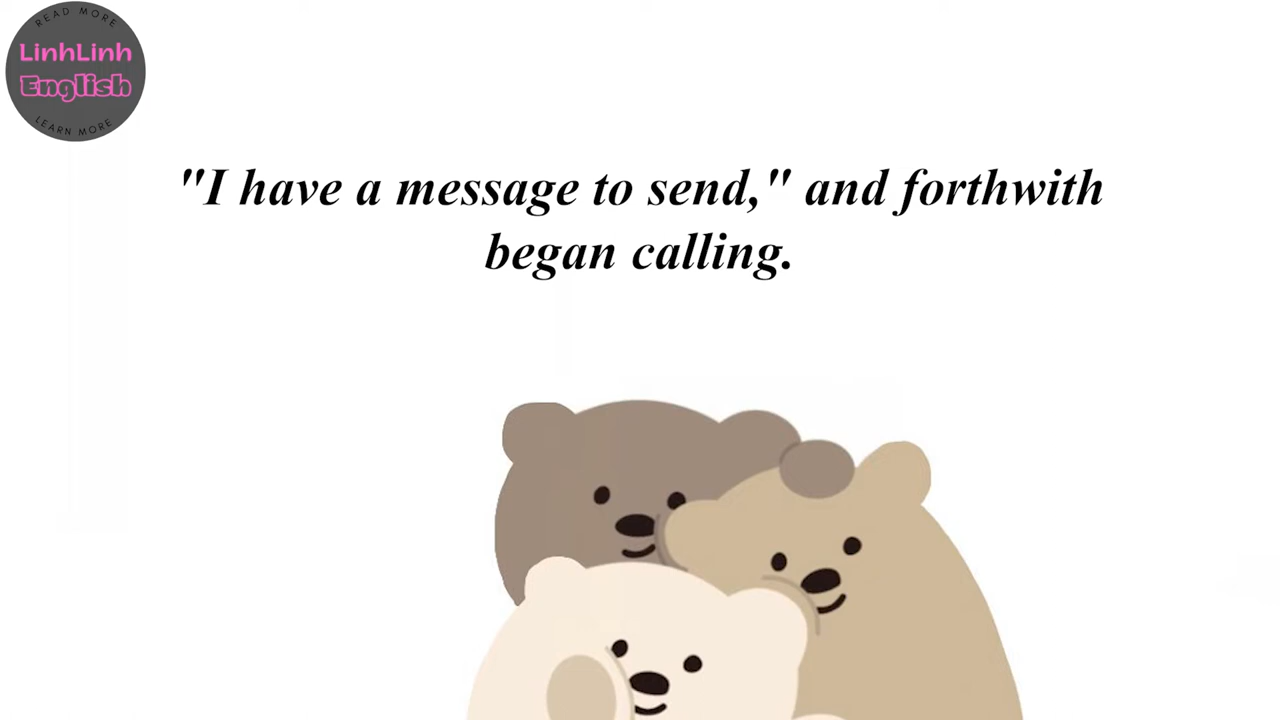 READ MORE
LinhLinh
English
LEARN MORE
"I have a message to send," and forthwith
began calling.